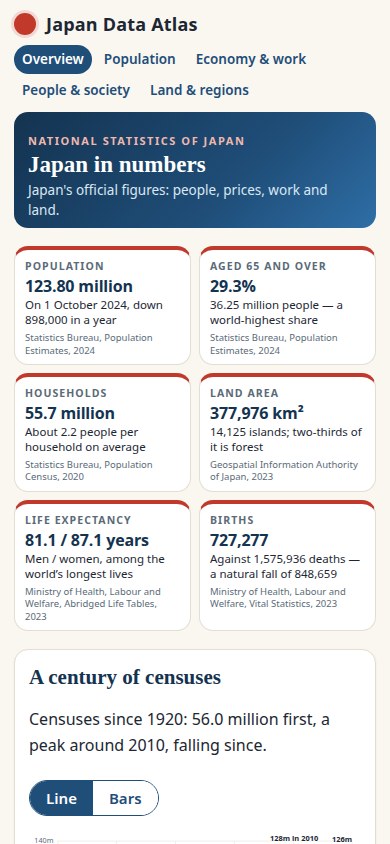 Japan Data Atlas
Overview Population Economy & work
People & society Land & regions
NATIONAL STATISTICS OF JAPAN
Japan in numbers
Japan's official figures: people, prices, work and
land.
POPULATION
123.80 million
On 1 October 2024, down
898,000 in a year
Statistics Bureau, Population
Estimates, 2024
AGED 65 AND OVER
29.3%
36.25 million people — a
world-highest share
Statistics Bureau, Population
Estimates, 2024
HOUSEHOLDS
55.7 million
About 2.2 people per
household on average
Statistics Bureau, Population
Census, 2020
LAND AREA
377,976 km²
14,125 islands; two-thirds of
it is forest
Geospatial Information Authority
of Japan, 2023
LIFE EXPECTANCY
81.1 / 87.1 years
Men / women, among the
world’s longest lives
Ministry of Health, Labour and
Welfare, Abridged Life Tables,
2023
BIRTHS
727,277
Against 1,575,936 deaths —
a natural fall of 848,659
Ministry of Health, Labour and
Welfare, Vital Statistics, 2023
A century of censuses
Censuses since 1920: 56.0 million first, a
peak around 2010, falling since.
Line Bars
140m 128m in 2010 126m